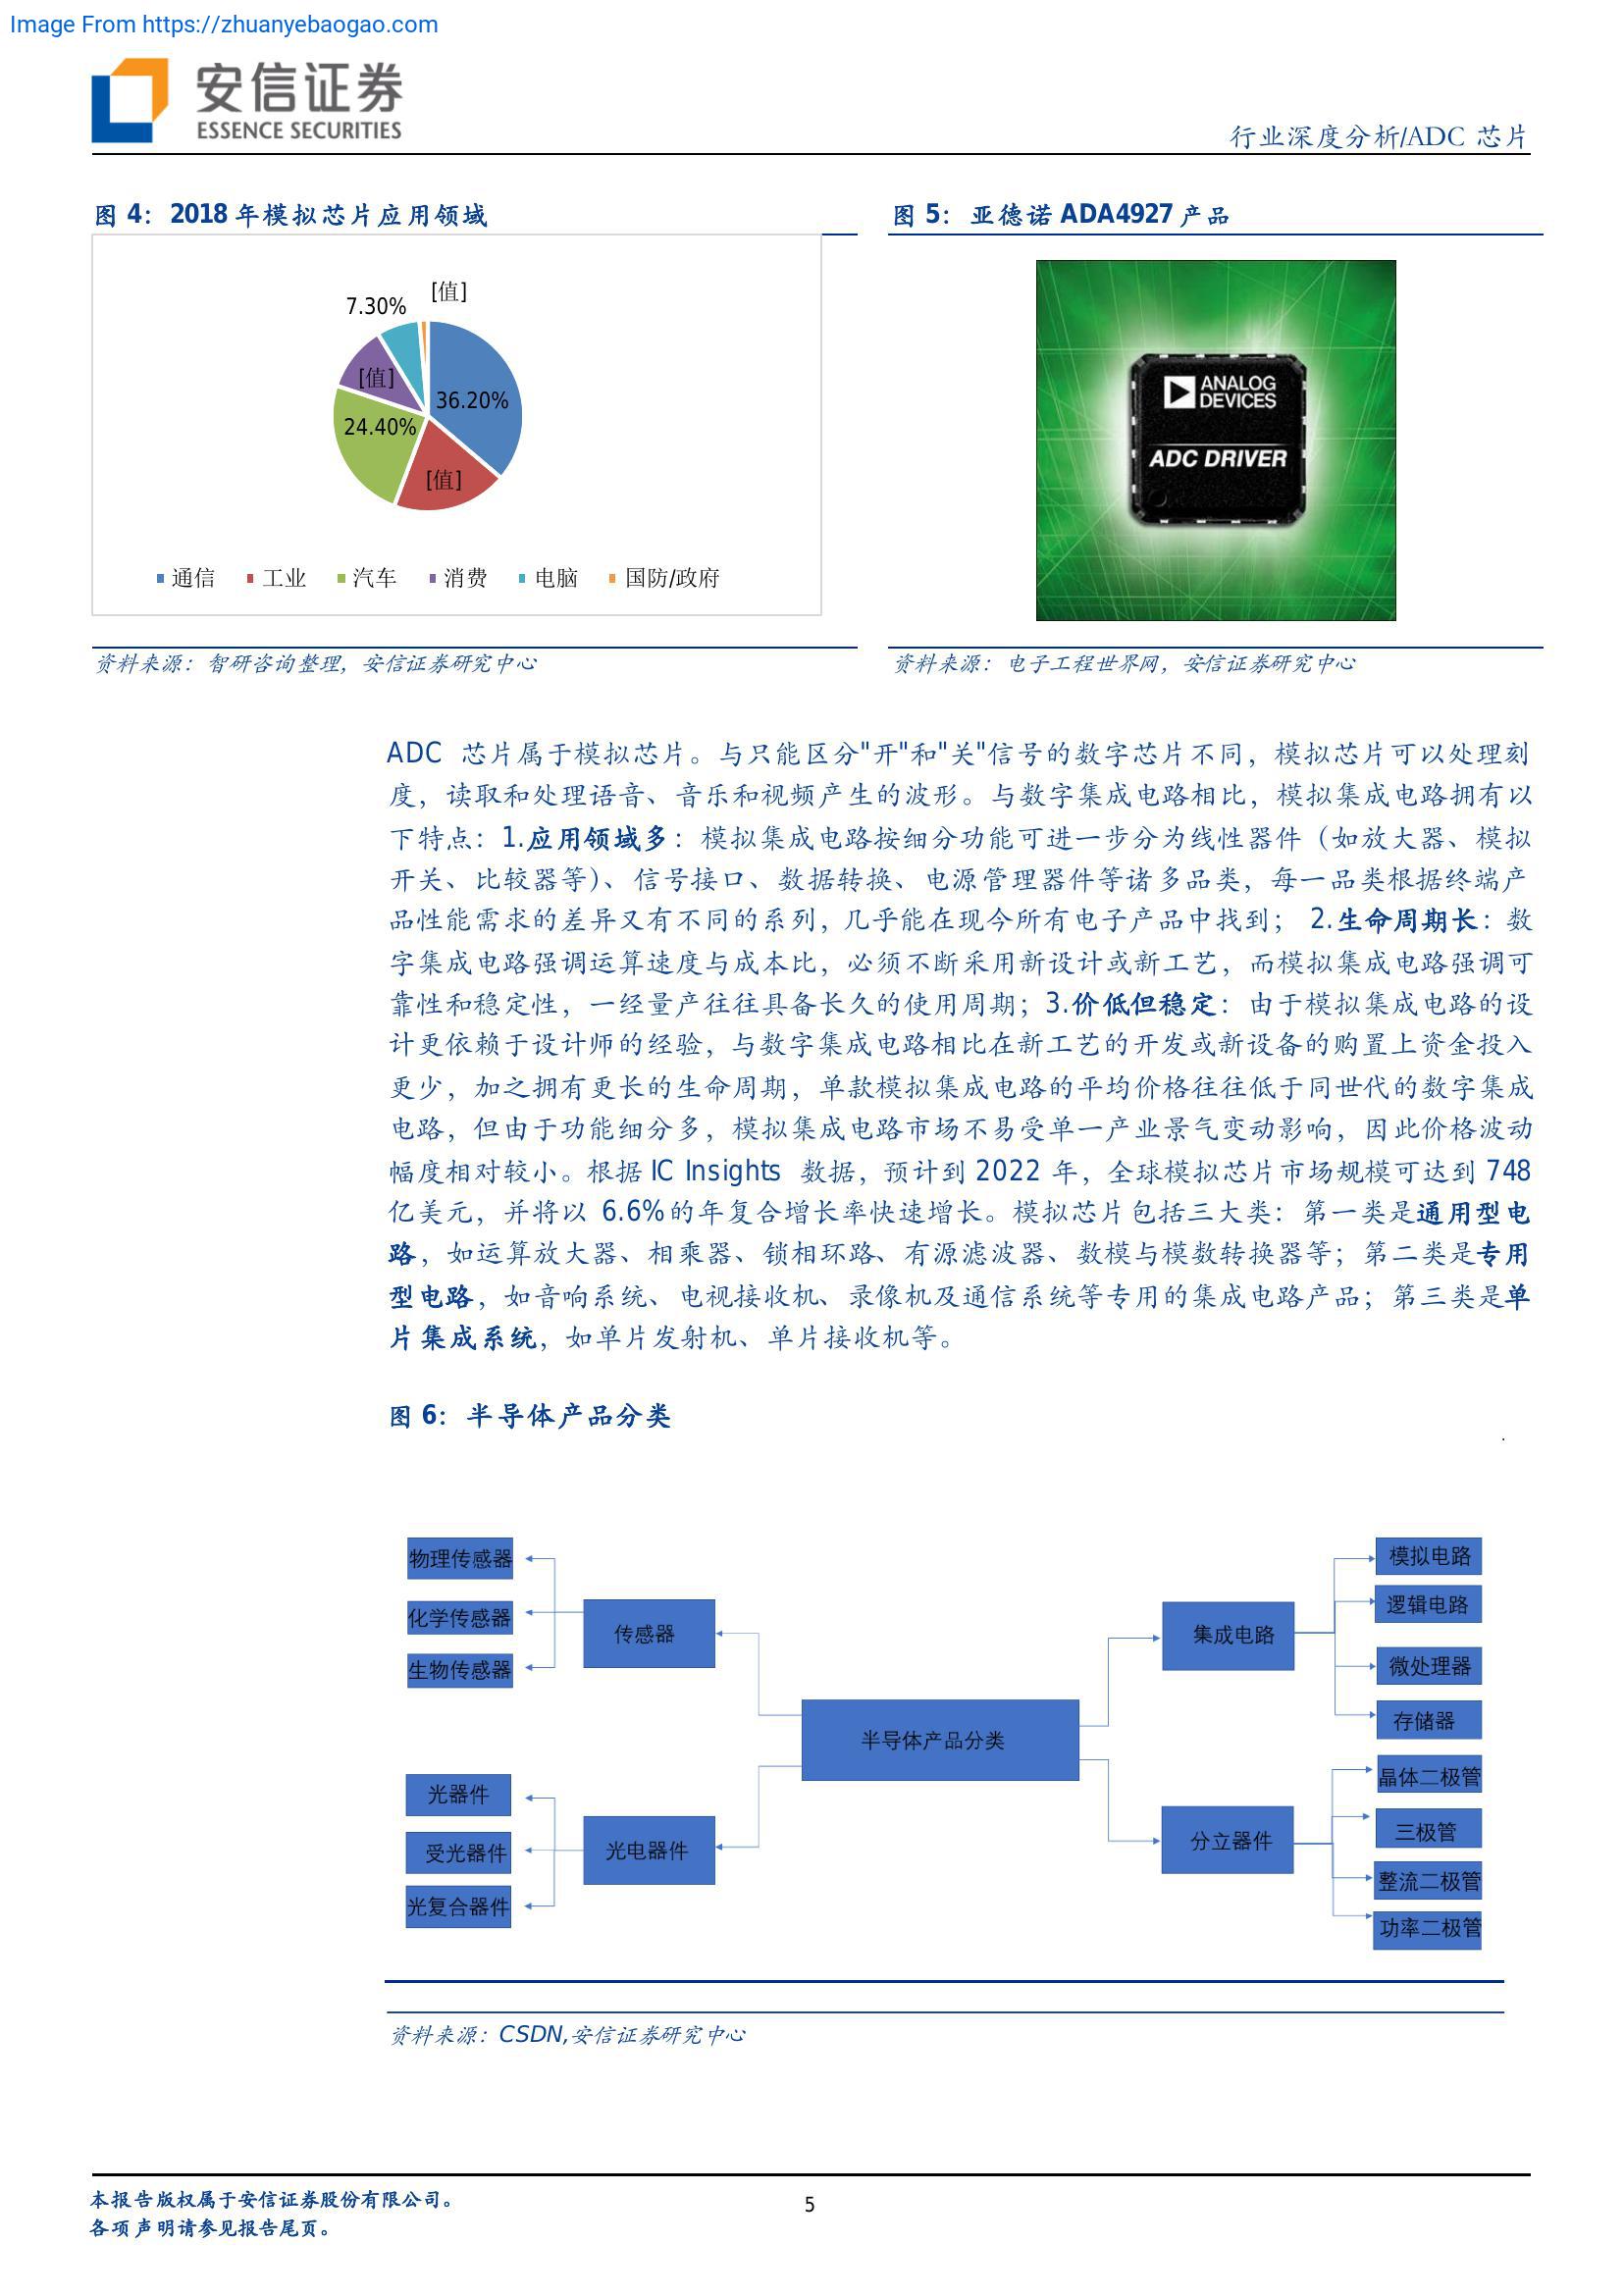 Image From https://zhuanyebaogao.com
安信证券
ESSENCE SECURITIES
行业深度分析/ADC 芯片
图 4：2018 年模拟芯片应用领域
[值]
7.30%
[值]
36.20%
24.40%
[值]
通信 工业 汽车 消费 电脑 国防/政府
资料来源：智研咨询整理，安信证券研究中心
图 5：亚德诺 ADA4927 产品
ANALOG
DEVICES
ADC DRIVER
资料来源：电子工程世界网，安信证券研究中心
ADC 芯片属于模拟芯片。与只能区分"开"和"关"信号的数字芯片不同，模拟芯片可以处理刻
度，读取和处理语音、音乐和视频产生的波形。与数字集成电路相比，模拟集成电路拥有以
下特点：1.应用领域多：模拟集成电路按细分功能可进一步分为线性器件（如放大器、模拟
开关、比较器等)、信号接口、数据转换、电源管理器件等诸多品类，每一品类根据终端产
品性能需求的差异又有不同的系列，几乎能在现今所有电子产品中找到； 2.生命周期长：数
字集成电路强调运算速度与成本比，必须不断采用新设计或新工艺，而模拟集成电路强调可
靠性和稳定性，一经量产往往具备长久的使用周期；3.价低但稳定：由于模拟集成电路的设
计更依赖于设计师的经验，与数字集成电路相比在新工艺的开发或新设备的购置上资金投入
更少，加之拥有更长的生命周期，单款模拟集成电路的平均价格往往低于同世代的数字集成
电路，但由于功能细分多，模拟集成电路市场不易受单一产业景气变动影响，因此价格波动
幅度相对较小。根据 IC Insights 数据，预计到 2022 年，全球模拟芯片市场规模可达到 748
亿美元，并将以 6.6%的年复合增长率快速增长。模拟芯片包括三大类：第一类是通用型电
路，如运算放大器、相乘器、锁相环路、有源滤波器、数模与模数转换器等；第二类是专用
型电路，如音响系统、电视接收机、录像机及通信系统等专用的集成电路产品；第三类是单
片集成系统，如单片发射机、单片接收机等。
图 6：半导体产品分类
物理传感器
化学传感器
生物传感器
传感器
光器件
受光器件
光复合器件
光电器件
半导体产品分类
集成电路
模拟电路
逻辑电路
微处理器
存储器
分立器件
晶体二极管
三极管
整流二极管
功率二极管
资料来源：CSDN,安信证券研究中心
本报告版权属于安信证券股份有限公司。
各项声明请参见报告尾页。
5